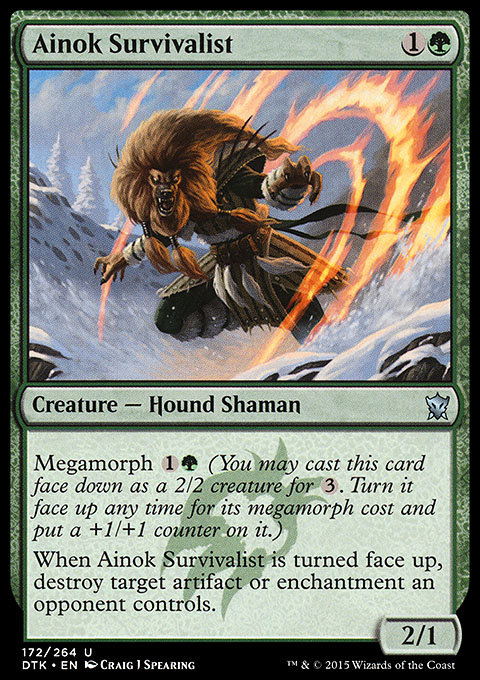 Ainok Survivalist 1
Creature — Hound Shaman
Megamorph 1 (You may cast this card
face down as a 2/2 creature for 3. Turn it
face up any time for its megamorph cost and
put a +1/+1 counter on it.)
When Ainok Survivalist is turned face up,
destroy target artifact or enchantment an
opponent controls.
2/1
172/264 U
DTK • EN Craig J Spearing
™ & © 2015 Wizards of the Coast